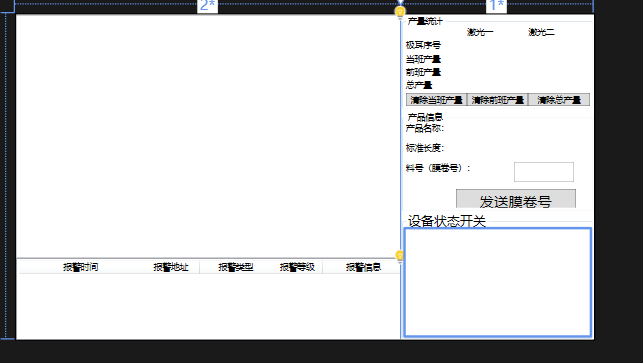 2* 1*
产量统计
激光一 激光二
极耳序号
当班产量
前班产量
总产量
清除当班产量 清除前班产量 清除总产量
产品信息
产品名称:
标准长度:
料号（膜卷号）:
发送膜卷号
设备状态开关
报警时间 报警地址 报警类型 报警等级 报警信息